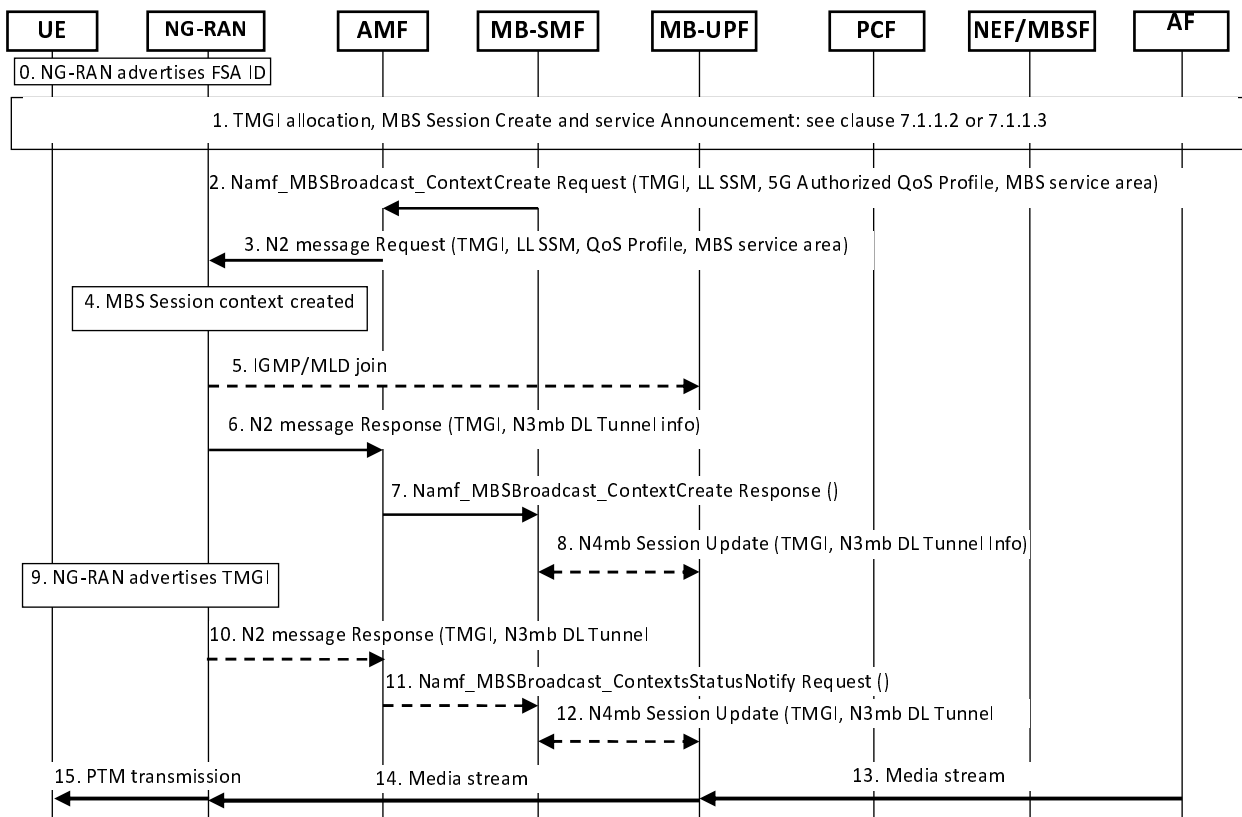 UE NG-RAN AMF MB-SMF MB-UPF PCF NEF/MBSF AF
0. NG-RAN advertises FSA ID
1. TMGI allocation, MBS Session Create and service Announcement: see clause 7.1.1.2 or 7.1.1.3
2. Namf_MBSBroadcast_ContextCreate Request (TMGI, LL SSM, 5G Authorized QoS Profile, MBS service area)
3. N2 message Request (TMGI, LL SSM, QoS Profile, MBS service area)
4. MBS Session context created
5. IGMP/MLD join
6. N2 message Response (TMGI, N3mb DL Tunnel info)
7. Namf_MBSBroadcast_ContextCreate Response ()
8. N4mb Session Update (TMGI, N3mb DL Tunnel Info)
9. NG-RAN advertises TMGI
10. N2 message Response (TMGI, N3mb DL Tunnel
11. Namf_MBSBroadcast_ContextsStatusNotify Request ()
12. N4mb Session Update (TMGI, N3mb DL Tunnel
15. PTM transmission 14. Media stream 13. Media stream